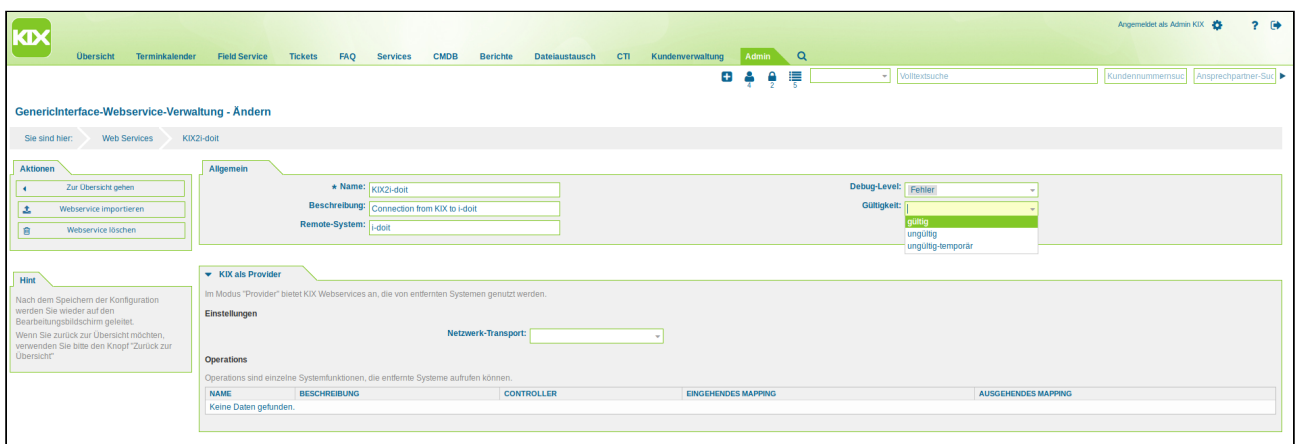 KIX
Angemeldet als Admin KIX
?
Übersicht Terminkalender Field Service Tickets FAQ Services CMDB Berichte Dateiaustausch CTI Kundenverwaltung Admin
4 2 5 Volltextsuche Kundennummernsuc Ansprechpartner-Suc
GenericInterface-Webservice-Verwaltung - Ändern
Sie sind hier: Web Services KIX2i-doit
Aktionen
Zur Übersicht gehen
Webservice importieren
Webservice löschen
Allgemein
★ Name: KIX2i-doit
Beschreibung: Connection from KIX to i-doit
Remote-System: i-doit
Debug-Level: Fehler
Gültigkeit:
gültig
ungültig
ungültig-temporär
Hint
Nach dem Speichern der Konfiguration
werden Sie wieder auf den
Bearbeitungsbildschirm geleitet.
Wenn Sie zurück zur Übersicht möchten,
verwenden Sie bitte den Knopf "Zurück zur
Übersicht"
KIX als Provider
Im Modus "Provider" bietet KIX Webservices an, die von entfernten Systemen genutzt werden.
Einstellungen
Netzwerk-Transport:
Operations
Operations sind einzelne Systemfunktionen, die entfernte Systeme aufrufen können.
NAME BESCHREIBUNG CONTROLLER EINGEHENDES MAPPING AUSGEHENDES MAPPING
Keine Daten gefunden.